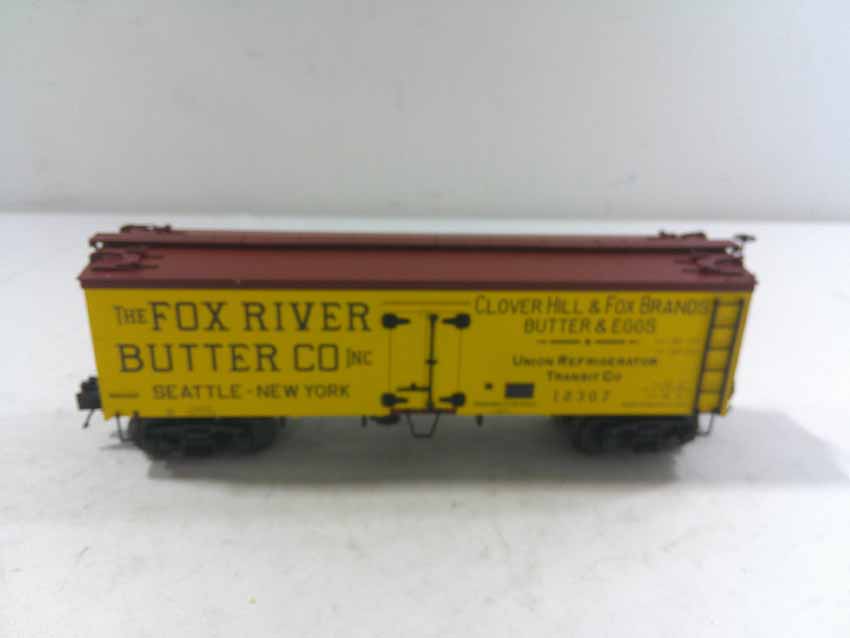 THE FOX RIVER
BUTTER CO INC
SEATTLE - NEW YORK
CLOVER HILL & FOX BRANDS
BUTTER & EGGS
UNION REFRIGERATOR
TRANSIT CO
12307